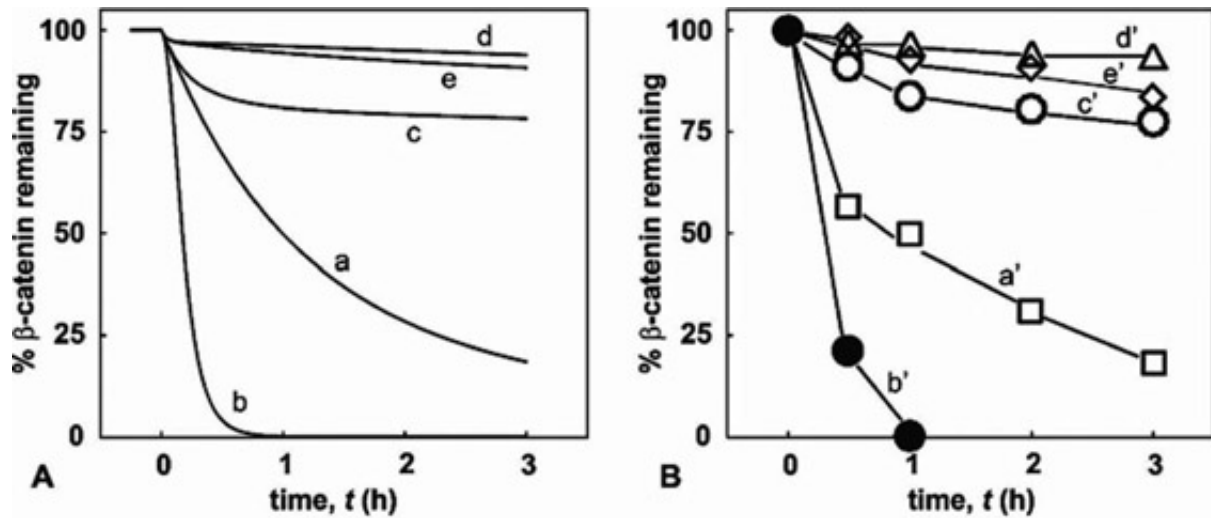 % β-catenin remaining
100
75
50
25
0
d
e
c
a
b
0 1 2 3
time, t (h)
A
% β-catenin remaining
100
75
50
25
0
d'
e'
c'
a'
b'
0 1 2 3
time, t (h)
B